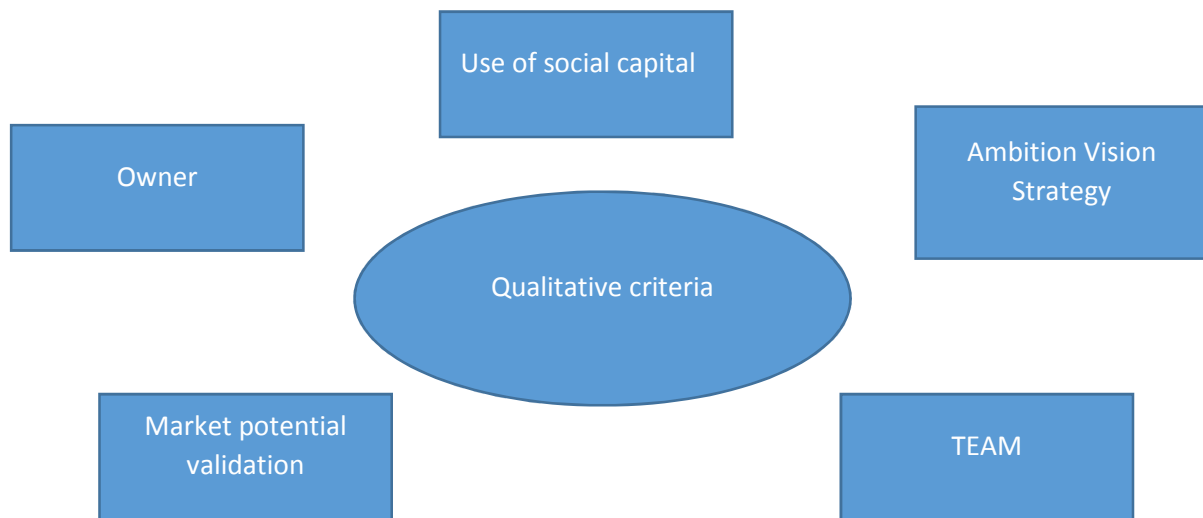 Use of social capital
Owner
Ambition Vision
Strategy
Qualitative criteria
Market potential
validation
TEAM